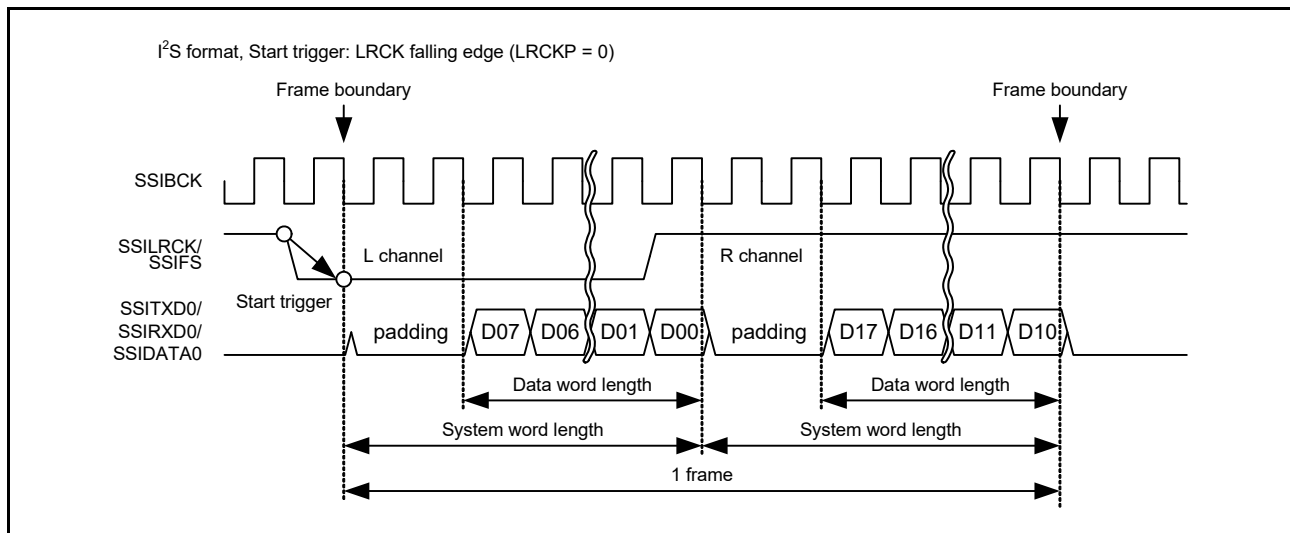 I²S format, Start trigger: LRCK falling edge (LRCKP = 0)
Frame boundary Frame boundary
SSIBCK
SSILRCK/
SSIFS
L channel R channel
Start trigger
SSITXD0/
SSIRXD0/
SSIDATA0
padding D07 D06 D01 D00 padding D17 D16 D11 D10
Data word length Data word length
System word length System word length
1 frame